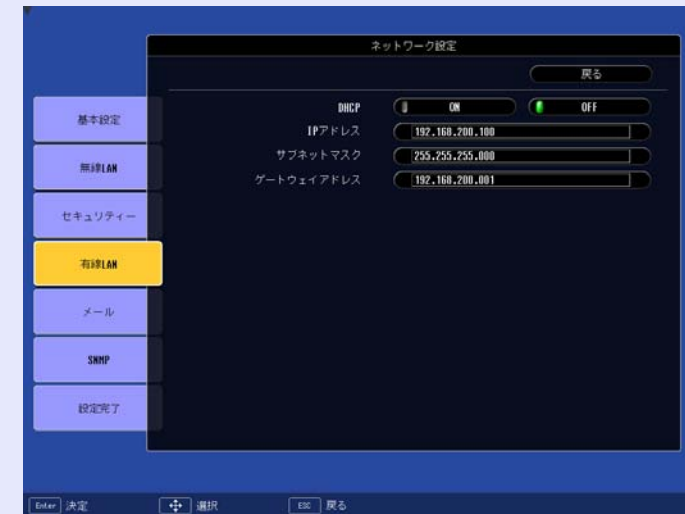 ネットワーク設定
戻る
基本設定
無線LAN
セキュリティー
有線LAN
メール
SNMP
設定完了
DHCP ON OFF
IPアドレス 192.168.200.100
サブネットマスク 255.255.255.000
ゲートウェイアドレス 192.168.200.001
Enter 決定 選択 ESC 戻る